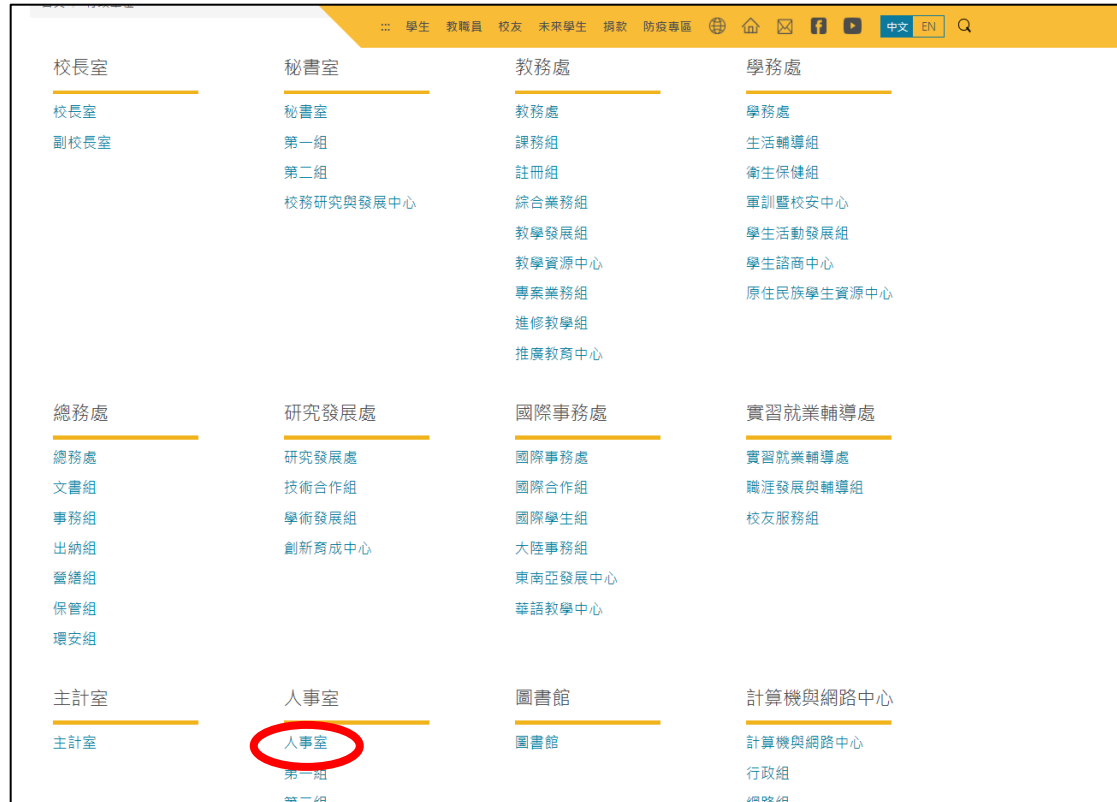 ::: 學生 教職員 校友 未來學生 捐款 防疫專區 中文 EN
校長室
校長室
副校長室
秘書室
秘書室
第一組
第二組
校務研究與發展中心
教務處
教務處
課務組
註冊組
綜合業務組
教學發展組
教學資源中心
專案業務組
進修教學組
推廣教育中心
學務處
學務處
生活輔導組
衛生保健組
軍訓暨校安中心
學生活動發展組
學生諮商中心
原住民族學生資源中心
總務處
總務處
文書組
事務組
出納組
營繕組
保管組
環安組
研究發展處
研究發展處
技術合作組
學術發展組
創新育成中心
國際事務處
國際事務處
國際合作組
國際學生組
大陸事務組
東南亞發展中心
華語教學中心
實習就業輔導處
實習就業輔導處
職涯發展與輔導組
校友服務組
主計室
主計室
人事室
人事室
第一組
圖書館
圖書館
計算機與網路中心
計算機與網路中心
行政組